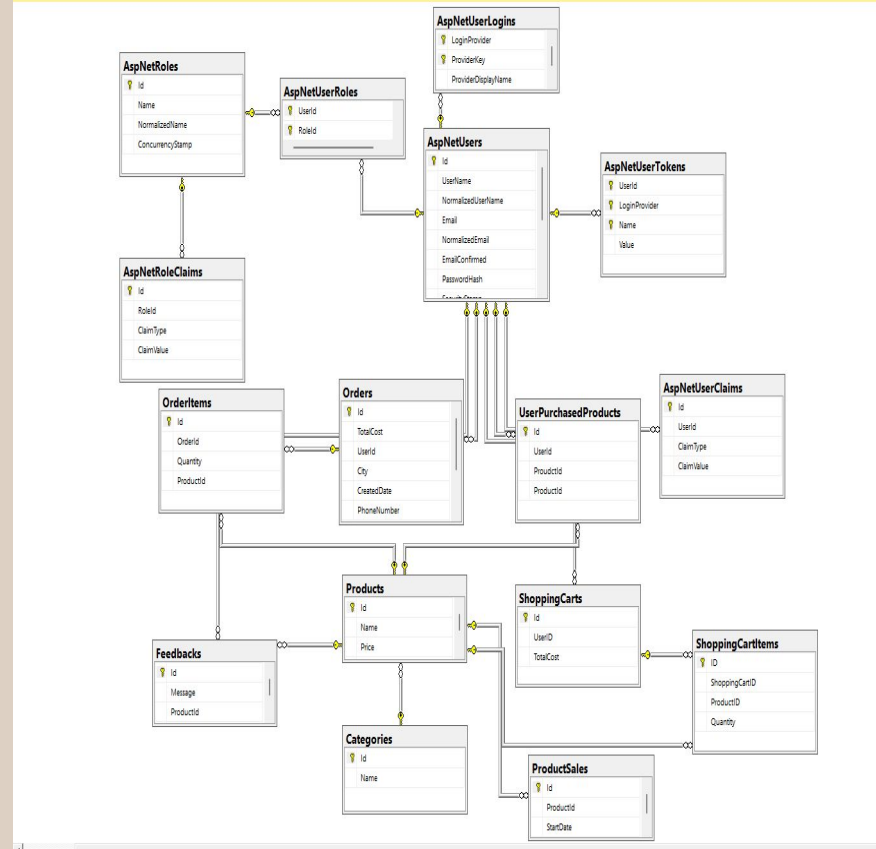 AspNetUserLogins
LoginProvider
ProviderKey
ProviderDisplayName
AspNetRoles
Id
Name
NormalizedName
ConcurrencyStamp
AspNetUserRoles
UserId
RoleId
AspNetUsers
Id
UserName
NormalizedUserName
Email
NormalizedEmail
EmailConfirmed
PasswordHash
SecurityStamp
AspNetUserTokens
UserId
LoginProvider
Name
Value
AspNetRoleClaims
Id
RoleId
ClaimType
ClaimValue
OrderItems
Id
OrderId
Quantity
ProductId
Orders
Id
TotalCost
UserId
City
CreatedDate
PhoneNumber
UserPurchasedProducts
Id
UserId
ProudctId
ProductId
AspNetUserClaims
Id
UserId
ClaimType
ClaimValue
Products
Id
Name
Price
ShoppingCarts
Id
UserID
TotalCost
ShoppingCartItems
ID
ShoppingCartID
ProductID
Quantity
Feedbacks
Id
Message
ProductId
Categories
Id
Name
ProductSales
Id
ProductId
StartDate